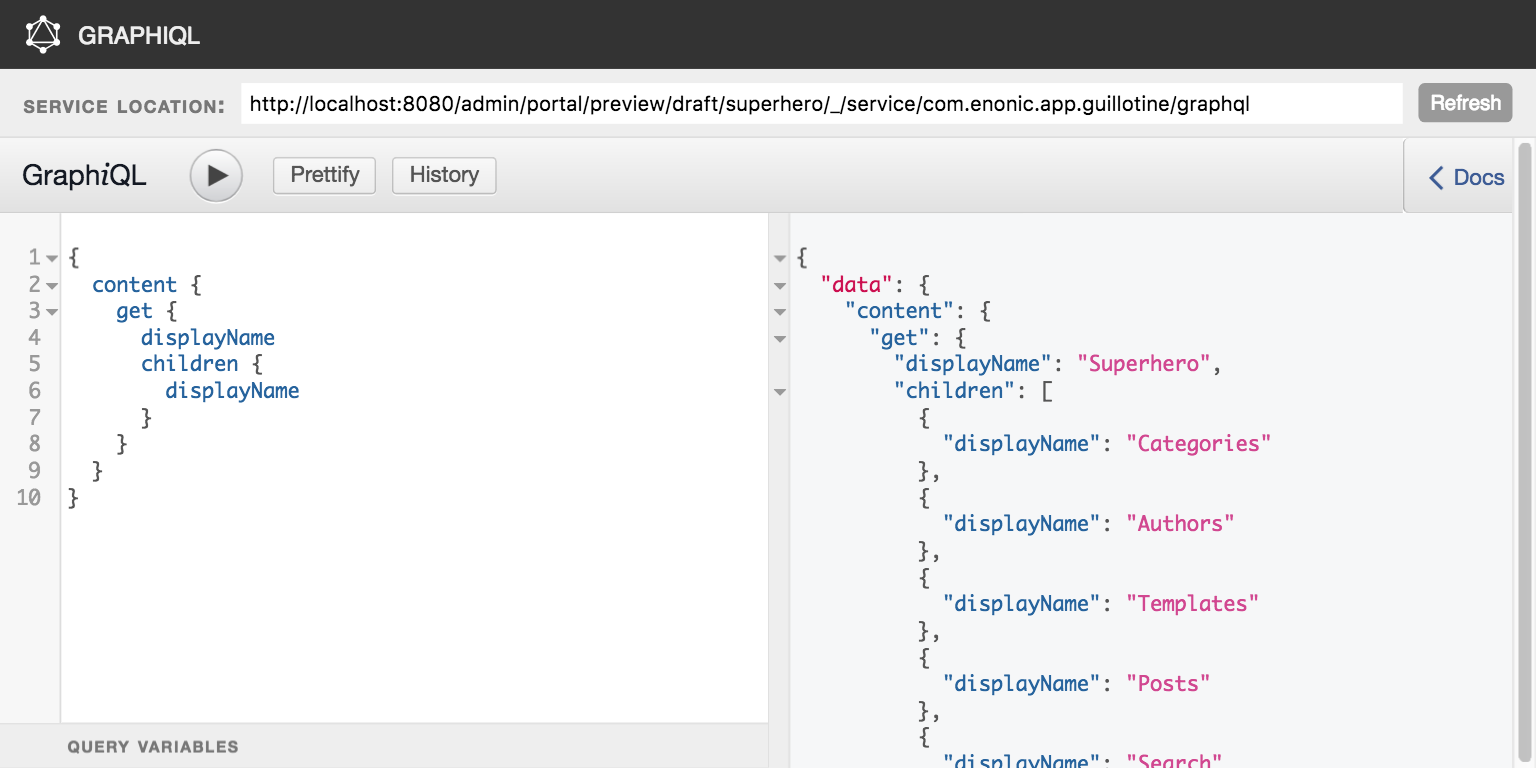 GRAPHIQL
SERVICE LOCATION: http://localhost:8080/admin/portal/preview/draft/superhero/_/service/com.enonic.app.guillotine/graphql Refresh
GraphiQL Prettify History Docs
1 {
2 content {
3 get {
4 displayName
5 children {
6 displayName
7 }
8 }
9 }
10 }
QUERY VARIABLES
{
"data": {
"content": {
"get": {
"displayName": "Superhero",
"children": [
{
"displayName": "Categories"
},
{
"displayName": "Authors"
},
{
"displayName": "Templates"
},
{
"displayName": "Posts"
},
{
"displayName": "Search"